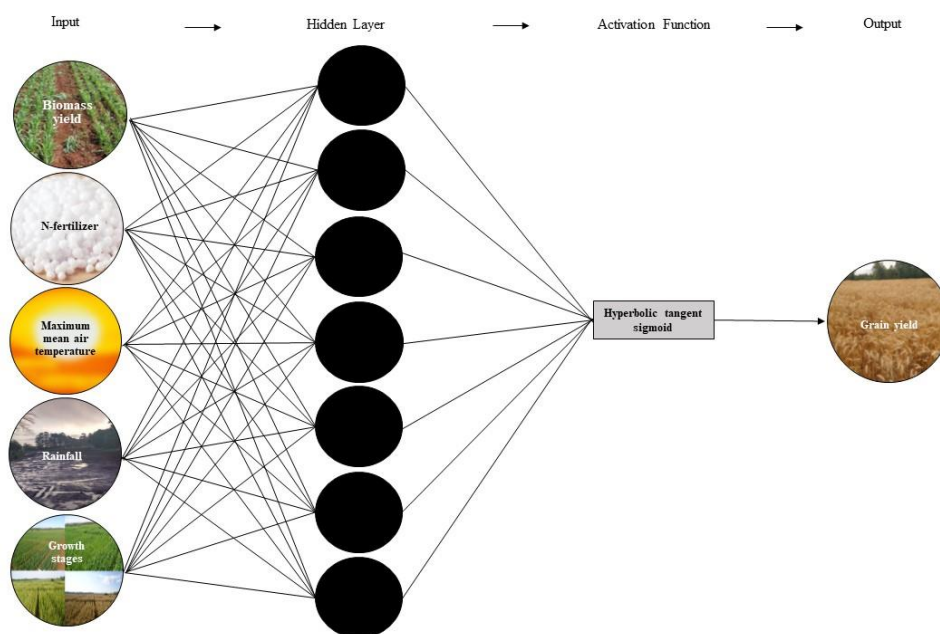 Input
Hidden Layer
Activation Function
Output
Biomass
yield
N-fertilizer
Maximum
mean air
temperature
Rainfall
Growth
stages
Hyperbolic tangent
sigmoid
Grain yield